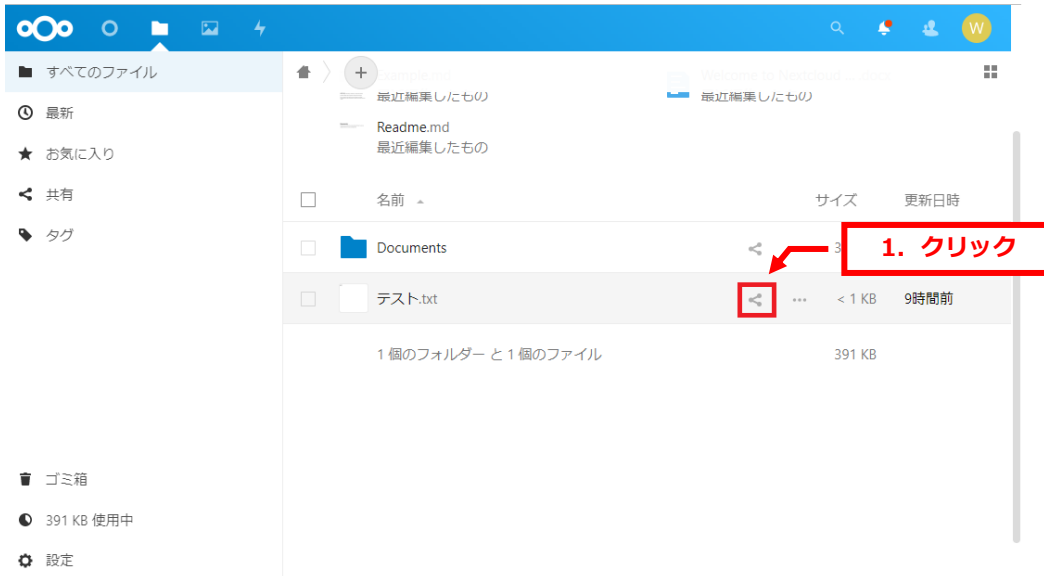 W
すべてのファイル
最新
お気に入り
共有
タグ
最近編集したもの
最近編集したもの
Readme.md
最近編集したもの
名前
サイズ
更新日時
Documents
1. クリック
テスト.txt
< 1 KB
9時間前
1 個のフォルダー と 1 個のファイル
391 KB
ゴミ箱
391 KB 使用中
設定